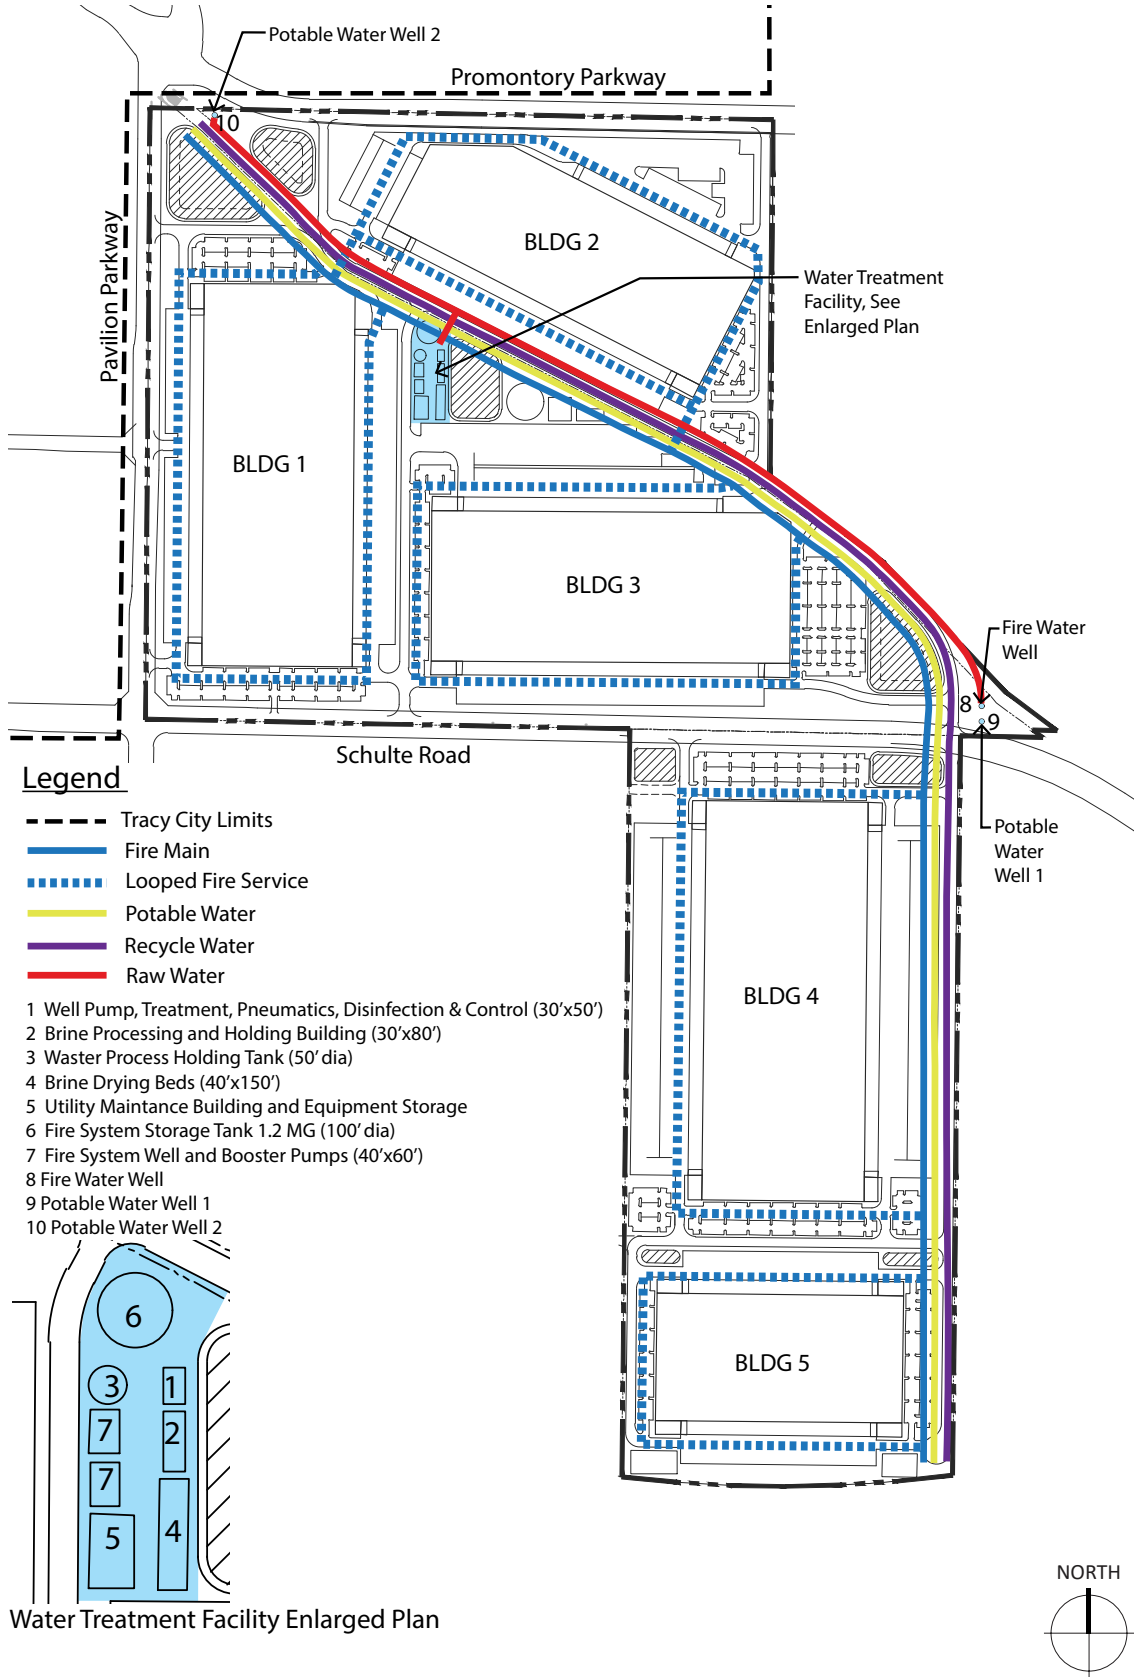 Potable Water Well 2
Promontory Parkway
10
Pavilion Parkway
BLDG 2
Water Treatment
Facility, See
Enlarged Plan
BLDG 1
BLDG 3
Fire Water
Well
8
9
Schulte Road
Potable
Water
Well 1
BLDG 4
BLDG 5
Legend
Tracy City Limits
Fire Main
Looped Fire Service
Potable Water
Recycle Water
Raw Water
1 Well Pump, Treatment, Pneumatics, Disinfection & Control (30'x50')
2 Brine Processing and Holding Building (30'x80')
3 Waster Process Holding Tank (50' dia)
4 Brine Drying Beds (40'x150')
5 Utility Maintance Building and Equipment Storage
6 Fire System Storage Tank 1.2 MG (100' dia)
7 Fire System Well and Booster Pumps (40'x60')
8 Fire Water Well
9 Potable Water Well 1
10 Potable Water Well 2
6
3
1
7
2
7
5
4
Water Treatment Facility Enlarged Plan
NORTH